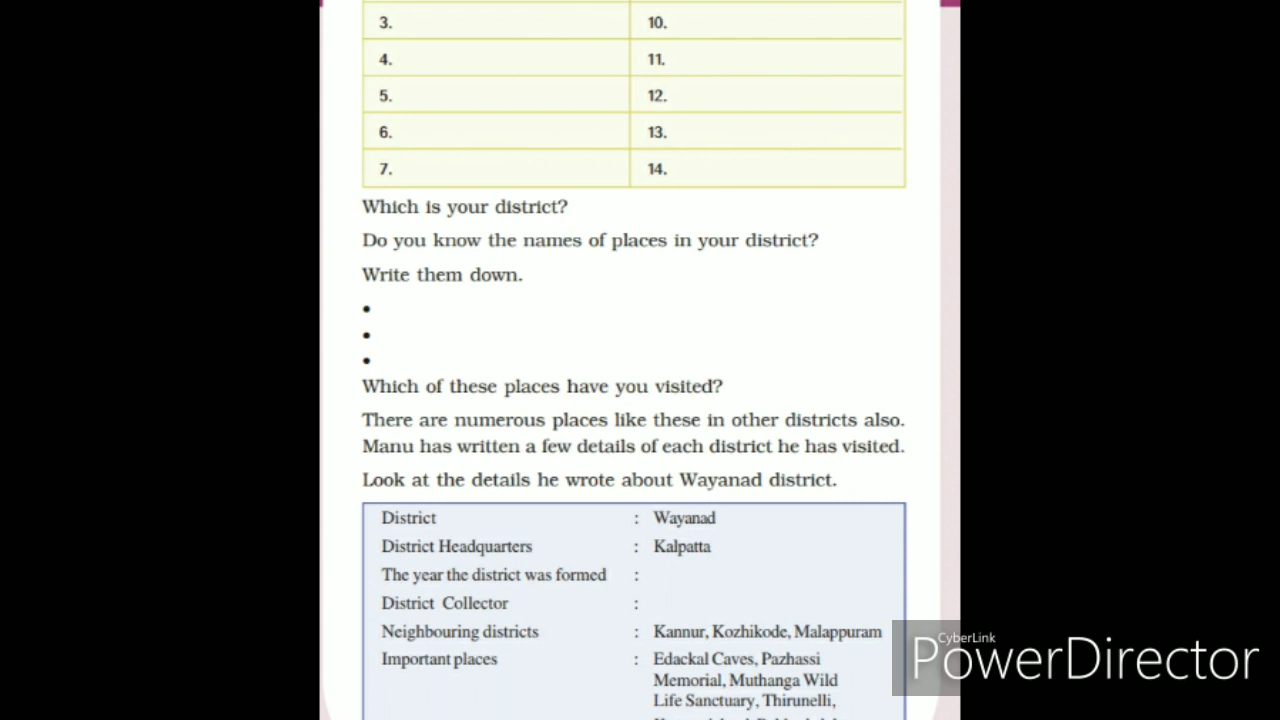 3. 10.
4. 11.
5. 12.
6. 13.
7. 14.
Which is your district?
Do you know the names of places in your district?
Write them down.
•
•
•
Which of these places have you visited?
There are numerous places like these in other districts also.
Manu has written a few details of each district he has visited.
Look at the details he wrote about Wayanad district.
District : Wayanad
District Headquarters : Kalpatta
The year the district was formed :
District Collector :
Neighbouring districts : Kannur, Kozhikode, Malappuram
Important places : Edackal Caves, Pazhassi
Memorial, Muthanga Wild
Life Sanctuary, Thirunelli,
CyberLink
PowerDirector